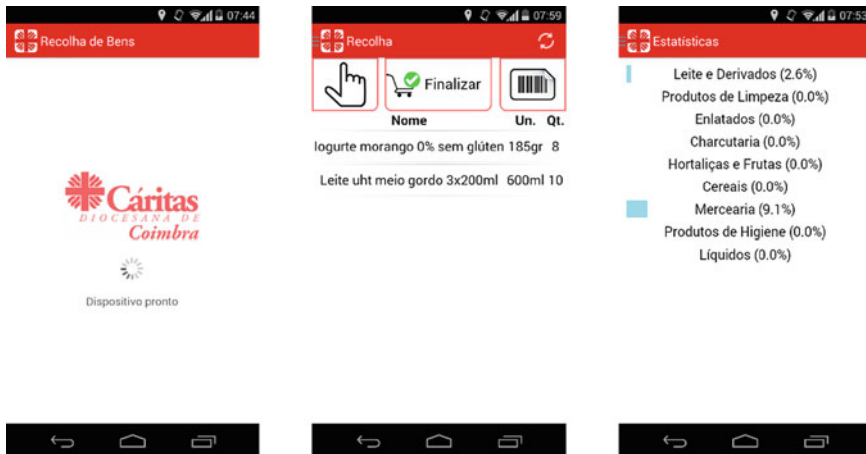 07:44
Recolha de Bens
Cáritas
DIOCESANA DE
Coimbra
Dispositivo pronto
07:59
Recolha
Finalizar
Nome Un. Qt.
Iogurte morango 0% sem glúten 185gr 8
Leite uht meio gordo 3x200ml 600ml 10
07:53
Estatísticas
Leite e Derivados (2.6%)
Produtos de Limpeza (0.0%)
Enlatados (0.0%)
Charcutaria (0.0%)
Hortaliças e Frutas (0.0%)
Cereais (0.0%)
Mercearia (9.1%)
Produtos de Higiene (0.0%)
Líquidos (0.0%)